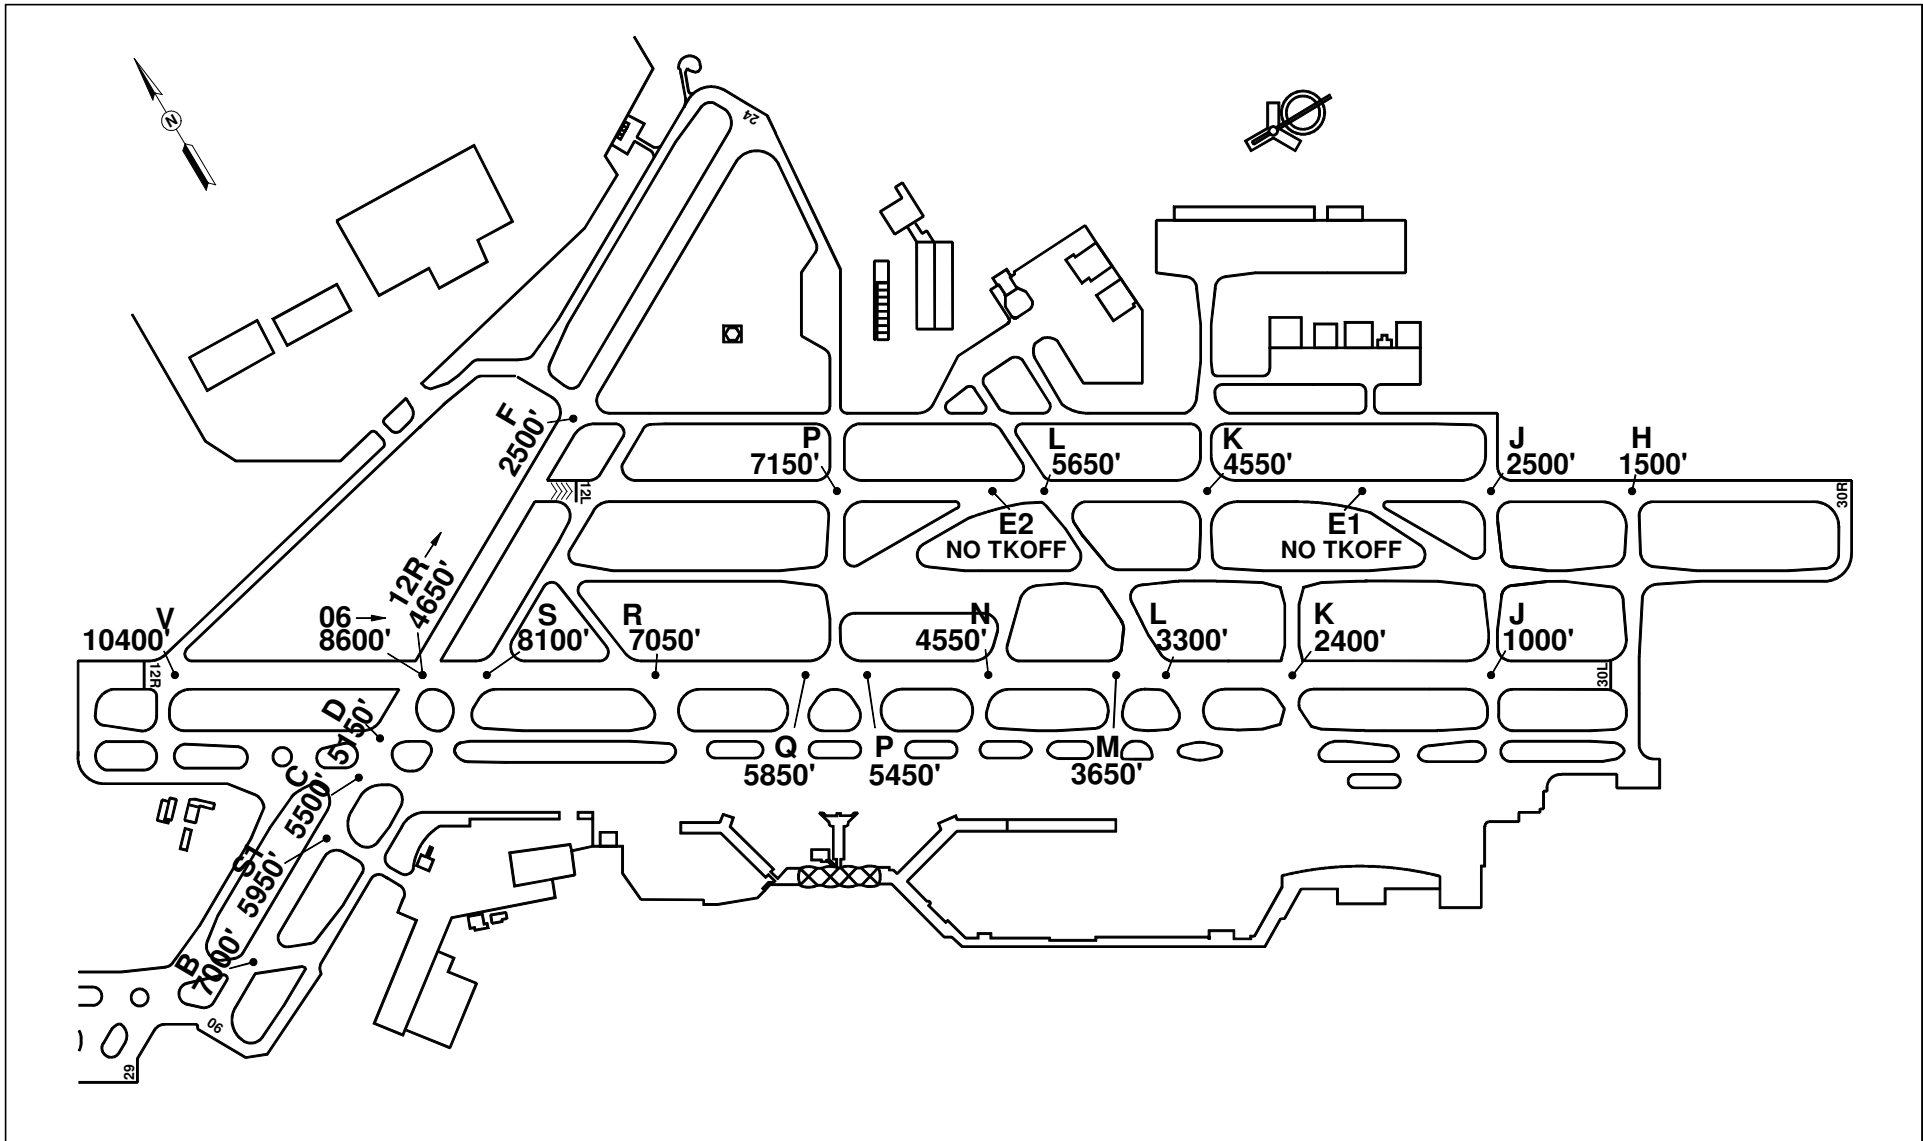 N
24
F
2500'
12L
P
7150'
L
5650'
K
4550'
J
2500'
H
1500'
30R
E2
NO TKOFF
E1
NO TKOFF
12R
4650'
V
10400'
06
8600'
S
8100'
R
7050'
N
4550'
L
3300'
K
2400'
J
1000'
12R
30L
D
5150'
C
5500'
Q
5850'
P
5450'
M
3650'
S1
5950'
B
7000'
06
29